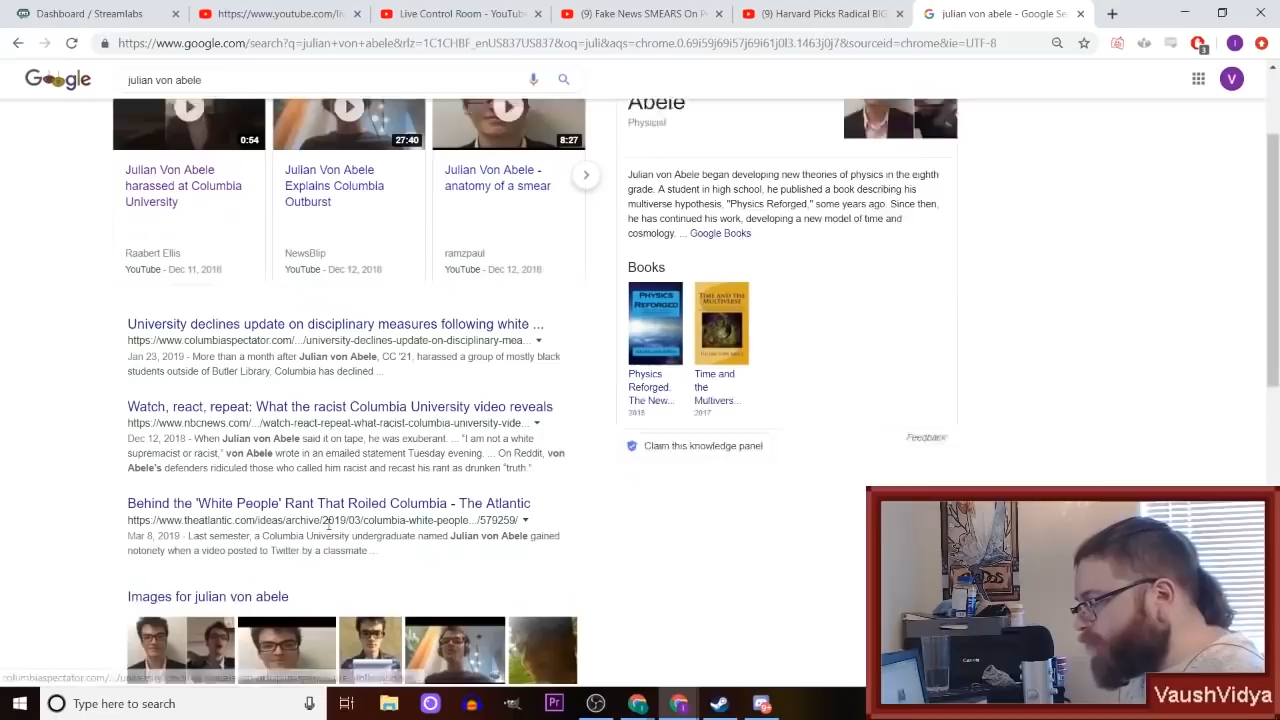 Dashboard / Streamlabs
https://www.youtube.com/li
Live Control Room - YouTube
(9) Fake News SMEARS On P
(9) Harvard Picks Radical BIG
julian von abele - Google Se
https://www.google.com/search?q=julian+von+abele&rlz=1C1CHBF_enUS837US837&oq=juli&aqs=chrome.0.69i59j69i57j69i61j0l3.1463j0j7&sourceid=chrome&ie=UTF-8
Google
julian von abele
V
Abele
Physicist
0:54
27:40
8:27
Julian Von Abele
harassed at Columbia
University
Raabert Ellis
YouTube - Dec 11, 2018
Julian Von Abele
Explains Columbia
Outburst
NewsBlip
YouTube - Dec 12, 2018
Julian Von Abele -
anatomy of a smear
ramzpaul
YouTube - Dec 12, 2018
Julian von Abele began developing new theories of physics in the eighth
grade. A student in high school, he published a book describing his
multiverse hypothesis, "Physics Reforged," some years ago. Since then,
he has continued his work, developing a new model of time and
cosmology. ... Google Books
Books
PHYSICS
REFORGED
TIME AND THE
MULTIVERSE
Physics
Reforged.
The New...
Time and
the
Multivers...
2017
Claim this knowledge panel
Feedback
University declines update on disciplinary measures following white ...
https://www.columbiaspectator.com/.../university-declines-update-on-disciplinary-mea...
Jan 23, 2019 - More than a month after Julian von Abele, CC '21, harassed a group of mostly black
students outside of Butler Library, Columbia has declined ...
Watch, react, repeat: What the racist Columbia University video reveals
https://www.nbcnews.com/.../watch-react-repeat-what-racist-columbia-university-vide...
Dec 12, 2018 - When Julian von Abele said it on tape, he was exuberant. ... "I am not a white
supremacist or racist," von Abele wrote in an emailed statement Tuesday evening. ... On Reddit, von
Abele's defenders ridiculed those who called him racist and recast his rant as drunken "truth."
Behind the 'White People' Rant That Roiled Columbia - The Atlantic
https://www.theatlantic.com/ideas/archive/2019/03/columbia-white-people.../579259/
Mar 8, 2019 - Last semester, a Columbia University undergraduate named Julian von Abele gained
notoriety when a video posted to Twitter by a classmate ...
Images for julian von abele
Canon
VaushVidya
Type here to search
Pr